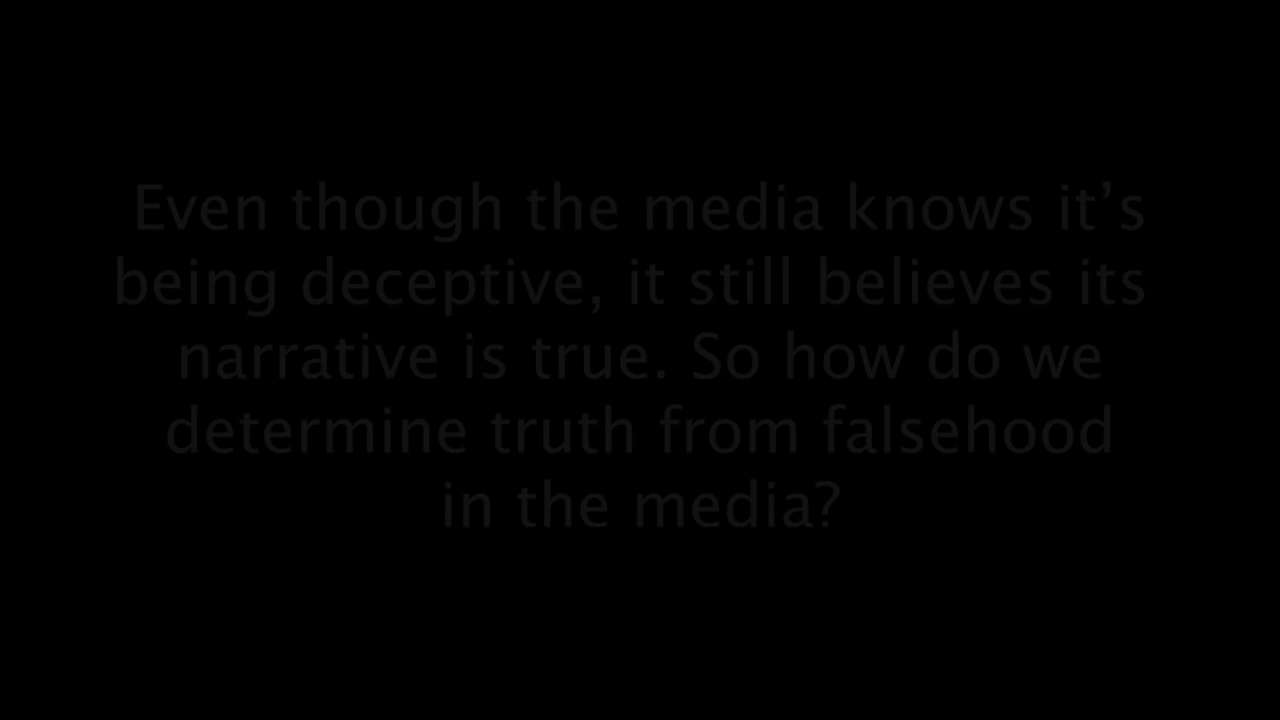 Even though the media knows it’s
being deceptive, it still believes its
narrative is true. So how do we
determine truth from falsehood
in the media?